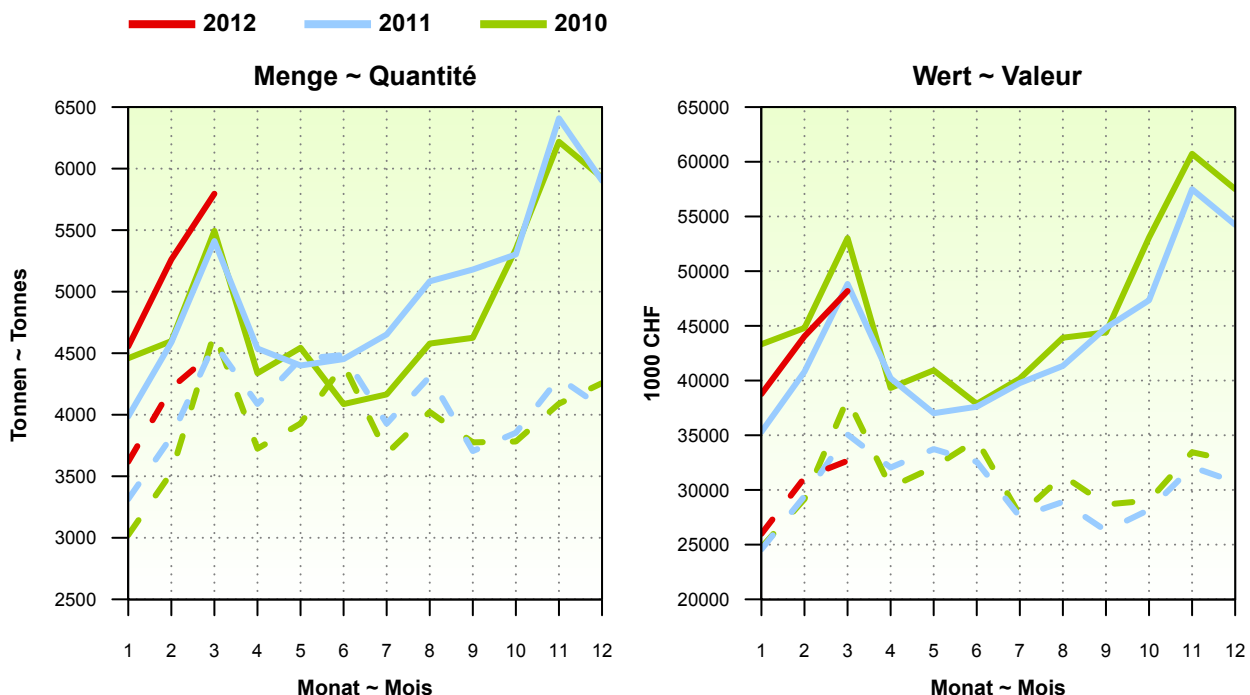 2012 2011 2010
Menge ~ Quantité
Wert ~ Valeur
Tonnen ~ Tonnes
6500
6000
5500
5000
4500
4000
3500
3000
2500
1 2 3 4 5 6 7 8 9 10 11 12
Monat ~ Mois
1000 CHF
65000
60000
55000
50000
45000
40000
35000
30000
25000
20000
1 2 3 4 5 6 7 8 9 10 11 12
Monat ~ Mois